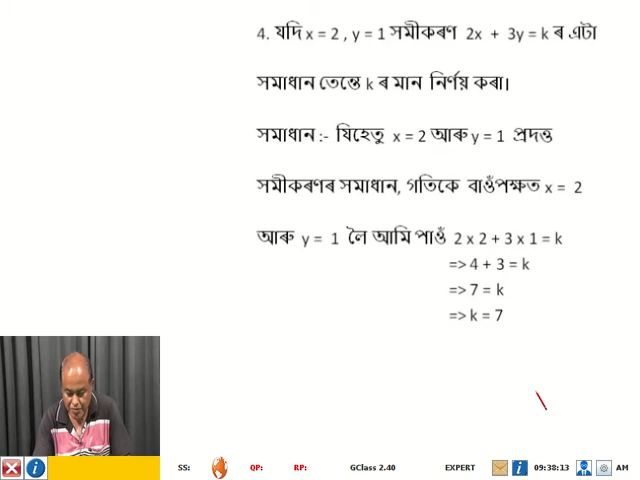 4. যদি x = 2 , y = 1 সমীকৰণ 2x + 3y = k ৰ এটা
সমাধান তেন্তে k ৰ মান নিৰ্ণয় কৰা।
সমাধান :- যিহেতু x = 2 আৰু y = 1 প্ৰদত্ত
সমীকৰণৰ সমাধান, গতিকে বাওঁপক্ষত x = 2
আৰু y = 1 লৈ আমি পাওঁ 2 x 2 + 3 x 1 = k
=> 4 + 3 = k
=> 7 = k
=> k = 7
SS: QP: RP: GClass 2.40 EXPERT 09:38:13 AM